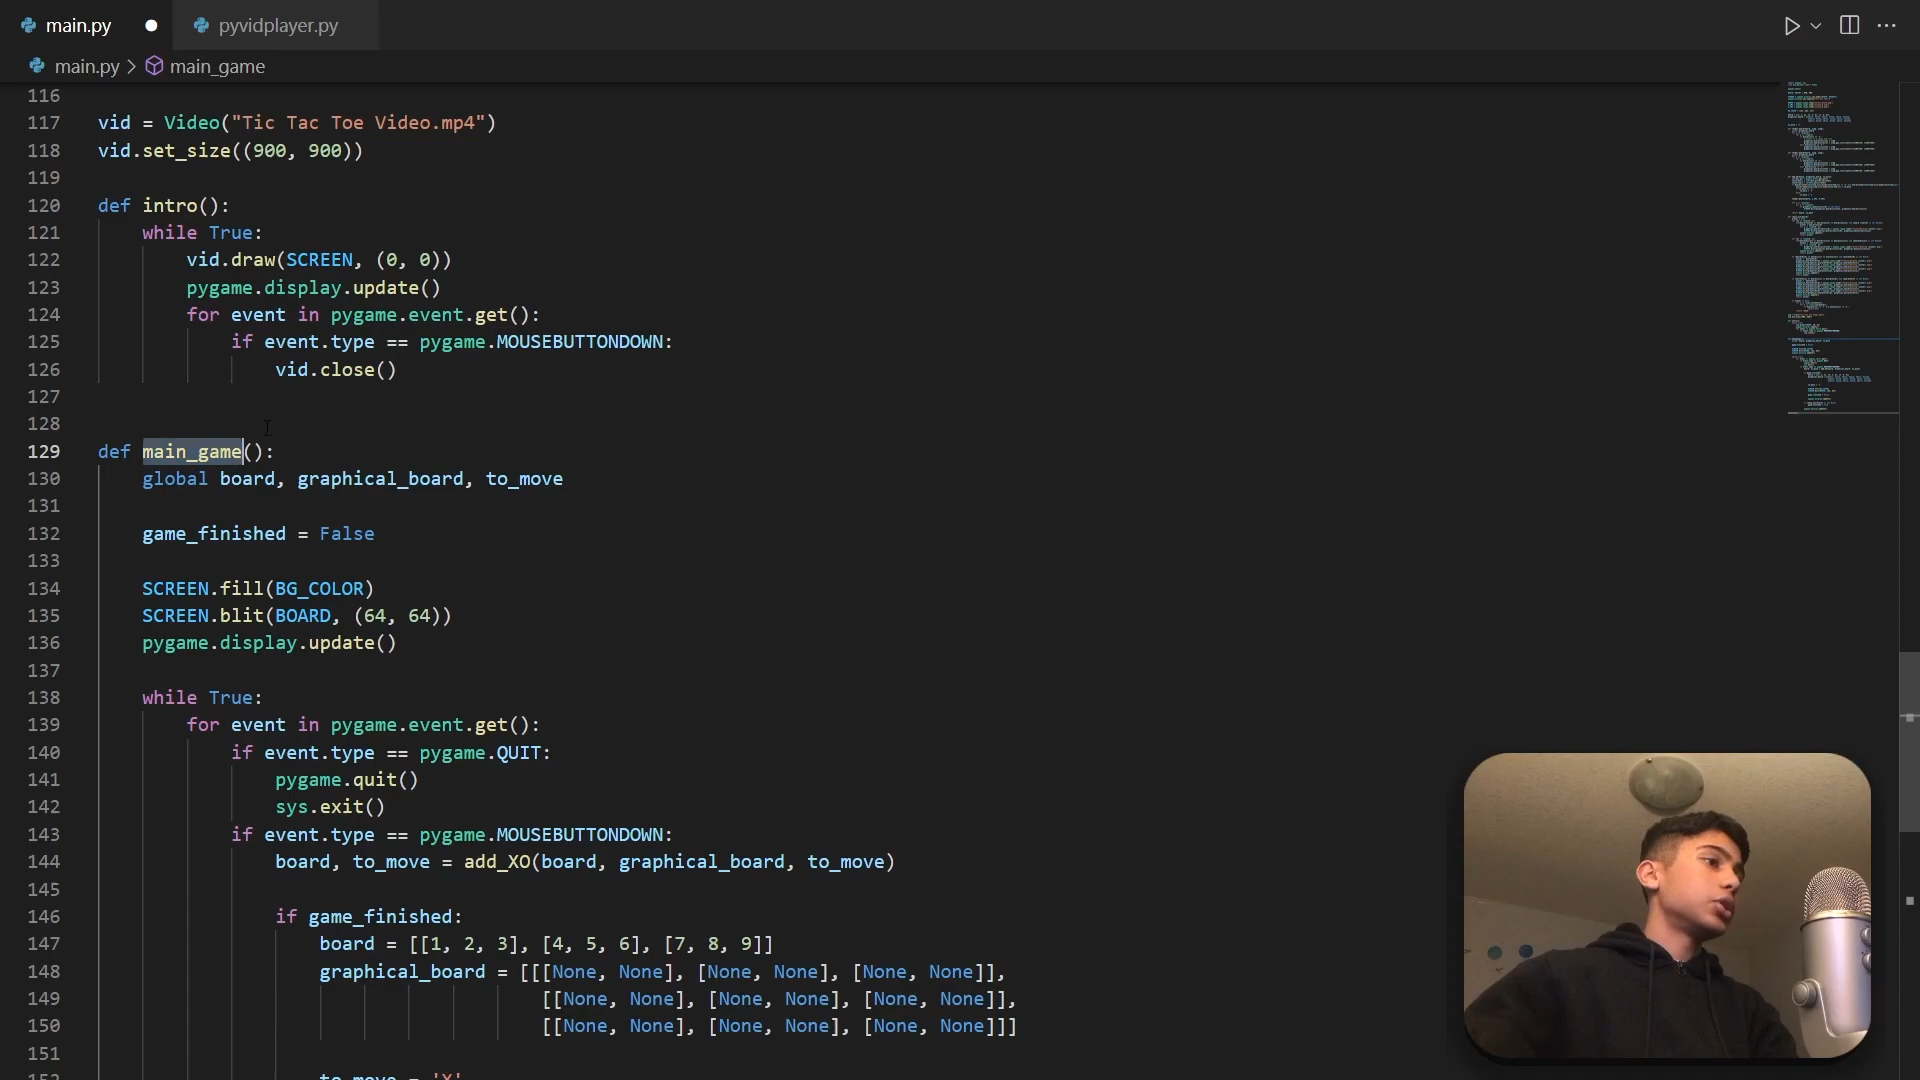 main.py
pyvidplayer.py
main.py > main_game
116
117 vid = Video("Tic Tac Toe Video.mp4")
118 vid.set_size((900, 900))
119
120 def intro():
121 while True:
122 vid.draw(SCREEN, (0, 0))
123 pygame.display.update()
124 for event in pygame.event.get():
125 if event.type == pygame.MOUSEBUTTONDOWN:
126 vid.close()
127
128
129 def main_game():
130 global board, graphical_board, to_move
131
132 game_finished = False
133
134 SCREEN.fill(BG_COLOR)
135 SCREEN.blit(BOARD, (64, 64))
136 pygame.display.update()
137
138 while True:
139 for event in pygame.event.get():
140 if event.type == pygame.QUIT:
141 pygame.quit()
142 sys.exit()
143 if event.type == pygame.MOUSEBUTTONDOWN:
144 board, to_move = add_XO(board, graphical_board, to_move)
145
146 if game_finished:
147 board = [[1, 2, 3], [4, 5, 6], [7, 8, 9]]
148 graphical_board = [[[None, None], [None, None], [None, None]],
149 [[None, None], [None, None], [None, None]],
150 [[None, None], [None, None], [None, None]]]
151
152 to_move = 'X'